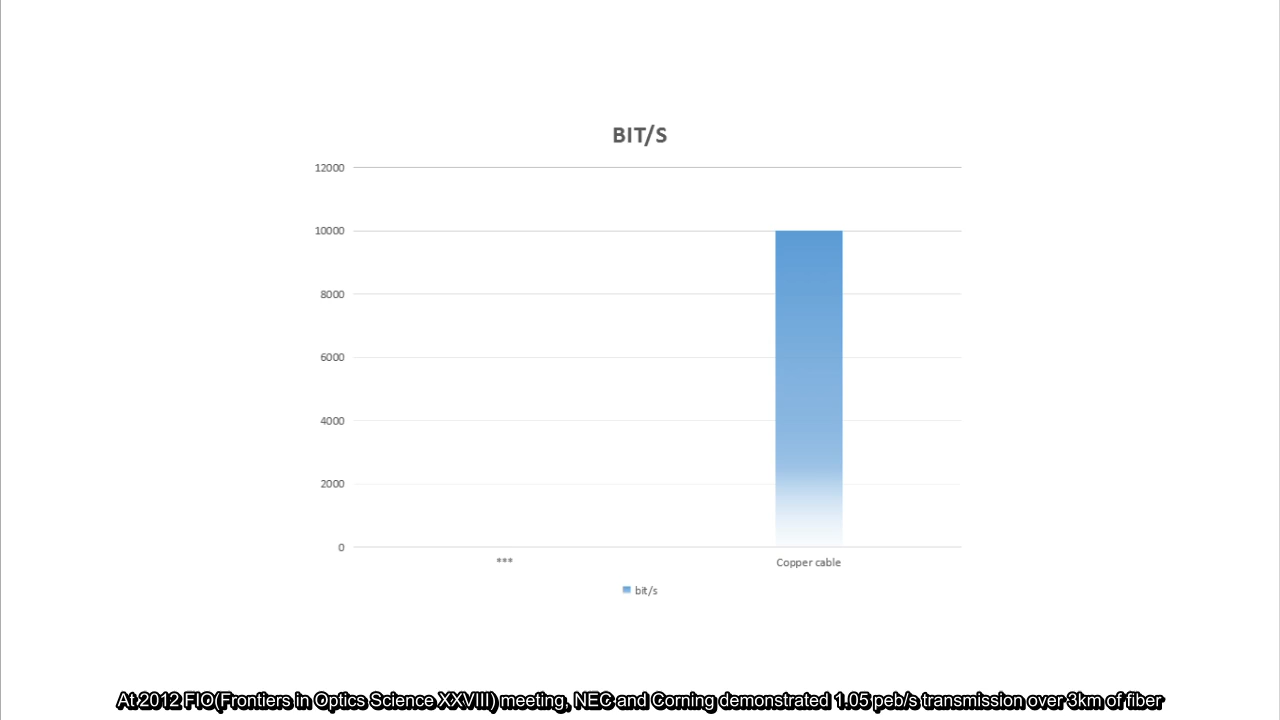 BIT/S
12000
10000
8000
6000
4000
2000
0
*** Copper cable
bit/s
At 2012 FIO(Frontiers in Optics Science XXVIII) meeting, NEC and Corning demonstrated 1.05 peb/s transmission over 3km of fiber